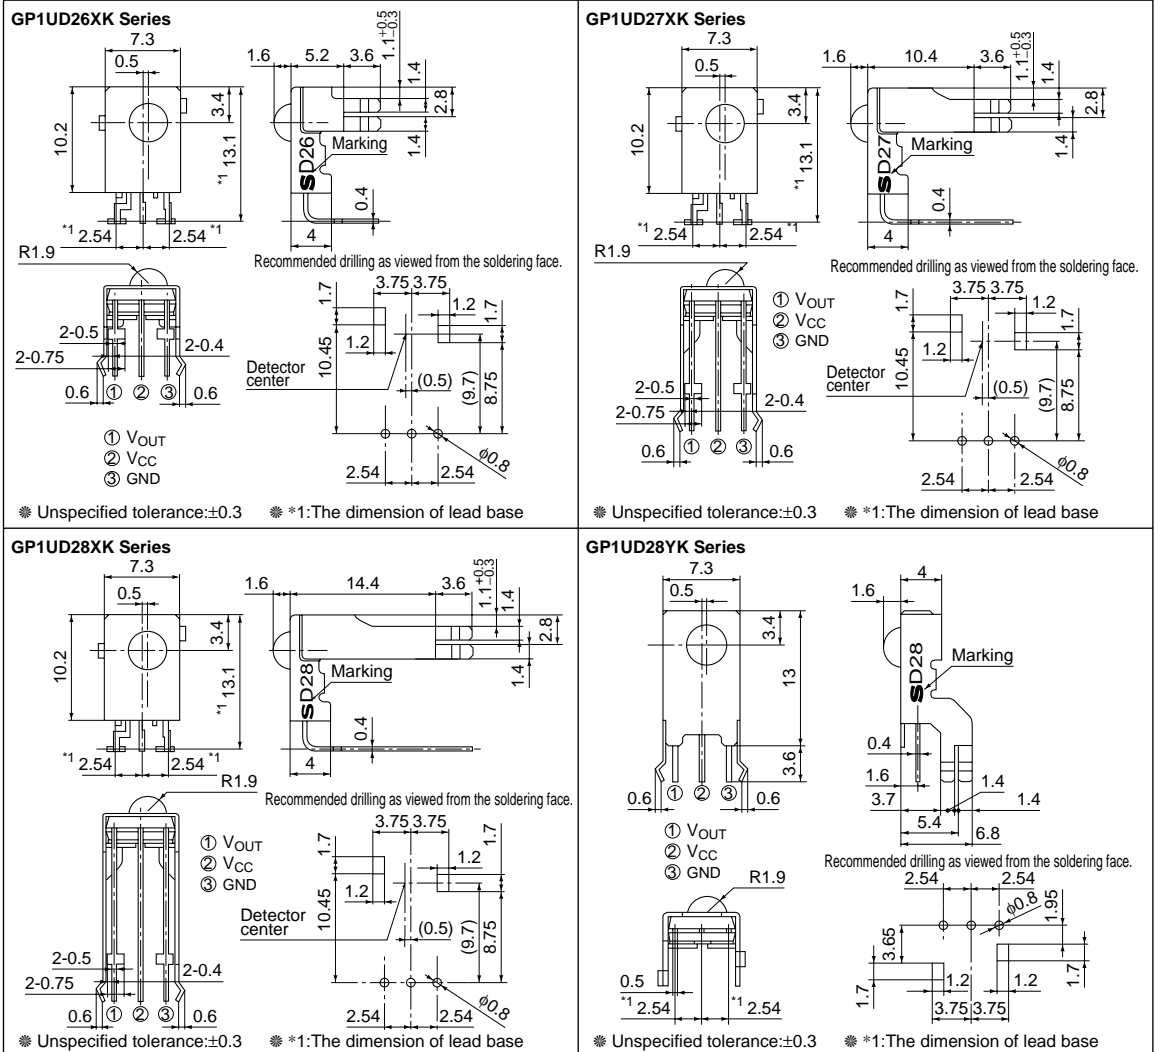 GP1UD26XK Series
7.3
0.5
1.6
5.2
3.6
1.1 +0.5 −0.3
1.4
2.8
3.4
10.2
*1 13.1
1.4
SD26
Marking
0.4
*1 2.54
2.54 *1
4
R1.9
Recommended drilling as viewed from the soldering face.
3.75
3.75
1.7
1.2
1.7
2-0.5
2-0.4
2-0.75
1.2
10.45
Detector
center
(0.5)
(9.7)
8.75
0.6
① ② ③
0.6
① VOUT
② VCC
③ GND
2.54
2.54
ϕ0.8
❋ Unspecified tolerance:±0.3
❋ *1:The dimension of lead base
GP1UD27XK Series
7.3
0.5
1.6
10.4
3.6
1.1 +0.5 −0.3
1.4
2.8
3.4
10.2
*1 13.1
1.4
SD27
Marking
0.4
*1 2.54
2.54 *1
4
R1.9
Recommended drilling as viewed from the soldering face.
① VOUT
② VCC
③ GND
3.75
3.75
1.7
1.2
1.7
1.2
10.45
Detector
center
(0.5)
(9.7)
8.75
2-0.5
2-0.4
2-0.75
0.6
① ② ③
0.6
2.54
2.54
ϕ0.8
❋ Unspecified tolerance:±0.3
❋ *1:The dimension of lead base
GP1UD28XK Series
7.3
0.5
1.6
14.4
3.6
1.1 +0.5 −0.3
1.4
2.8
3.4
10.2
*1 13.1
1.4
SD28
Marking
0.4
*1 2.54
2.54 *1
4
R1.9
Recommended drilling as viewed from the soldering face.
① VOUT
② VCC
③ GND
3.75
3.75
1.7
1.2
1.7
1.2
10.45
Detector
center
(0.5)
(9.7)
8.75
2-0.5
2-0.4
2-0.75
0.6
① ② ③
0.6
2.54
2.54
ϕ0.8
❋ Unspecified tolerance:±0.3
❋ *1:The dimension of lead base
GP1UD28YK Series
7.3
0.5
4
1.6
3.4
13
SD28
Marking
3.6
0.4
1.6
1.4
0.6
① ② ③
0.6
3.7
1.4
5.4
6.8
① VOUT
② VCC
③ GND
R1.9
Recommended drilling as viewed from the soldering face.
2.54
2.54
ϕ0.8
1.95
3.65
0.5
*1 2.54
*1 2.54
1.7
1.2
1.2
1.7
3.75
3.75
❋ Unspecified tolerance:±0.3
❋ *1:The dimension of lead base